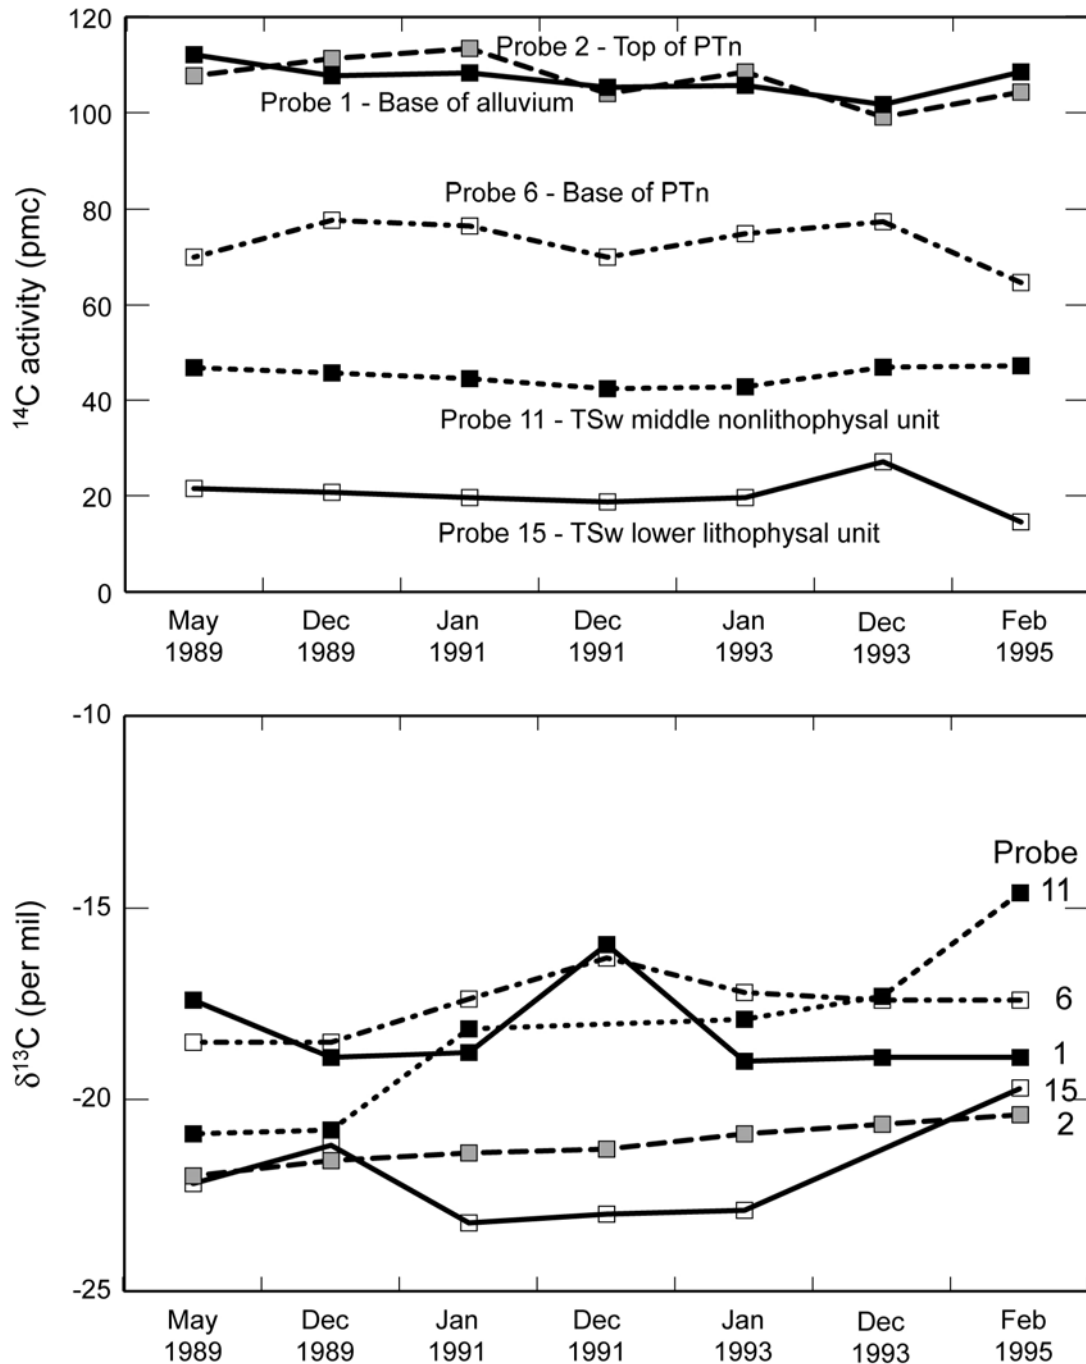 120
100
80
60
40
20
0
¹⁴C activity (pmc)
Probe 2 - Top of PTn
Probe 1 - Base of alluvium
Probe 6 - Base of PTn
Probe 11 - TSw middle nonlithophysal unit
Probe 15 - TSw lower lithophysal unit
May Dec Jan Dec Jan Dec Feb
1989 1989 1991 1991 1993 1993 1995
-10
-15
-20
-25
δ¹³C (per mil)
Probe
11
6
1
15
2
May Dec Jan Dec Jan Dec Feb
1989 1989 1991 1991 1993 1993 1995